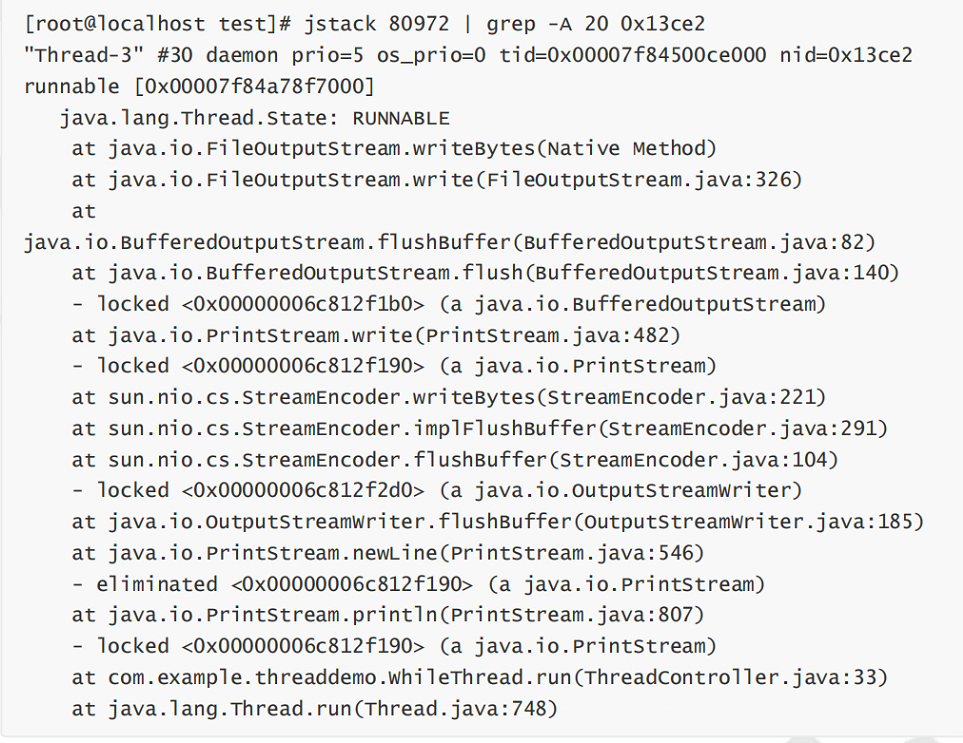 [root@localhost test]# jstack 80972 | grep -A 20 0x13ce2
"Thread-3" #30 daemon prio=5 os_prio=0 tid=0x00007f84500ce000 nid=0x13ce2
runnable [0x00007f84a78f7000]
   java.lang.Thread.State: RUNNABLE
    at java.io.FileOutputStream.writeBytes(Native Method)
    at java.io.FileOutputStream.write(FileOutputStream.java:326)
    at
java.io.BufferedOutputStream.flushBuffer(BufferedOutputStream.java:82)
    at java.io.BufferedOutputStream.flush(BufferedOutputStream.java:140)
    - locked <0x00000006c812f1b0> (a java.io.BufferedOutputStream)
    at java.io.PrintStream.write(PrintStream.java:482)
    - locked <0x00000006c812f190> (a java.io.PrintStream)
    at sun.nio.cs.StreamEncoder.writeBytes(StreamEncoder.java:221)
    at sun.nio.cs.StreamEncoder.implFlushBuffer(StreamEncoder.java:291)
    at sun.nio.cs.StreamEncoder.flushBuffer(StreamEncoder.java:104)
    - locked <0x00000006c812f2d0> (a java.io.OutputStreamWriter)
    at java.io.OutputStreamWriter.flushBuffer(OutputStreamWriter.java:185)
    at java.io.PrintStream.newLine(PrintStream.java:546)
    - eliminated <0x00000006c812f190> (a java.io.PrintStream)
    at java.io.PrintStream.println(PrintStream.java:807)
    - locked <0x00000006c812f190> (a java.io.PrintStream)
    at com.example.threaddemo.WhileThread.run(ThreadController.java:33)
    at java.lang.Thread.run(Thread.java:748)